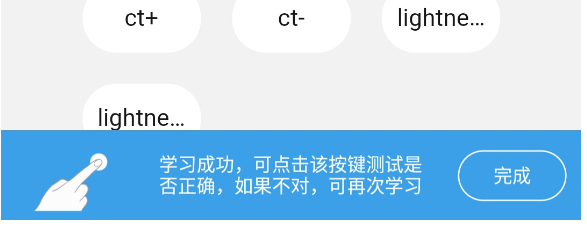 ct+
ct-
lightne...
lightne...
学习成功，可点击该按键测试是
否正确，如果不对，可再次学习
完成